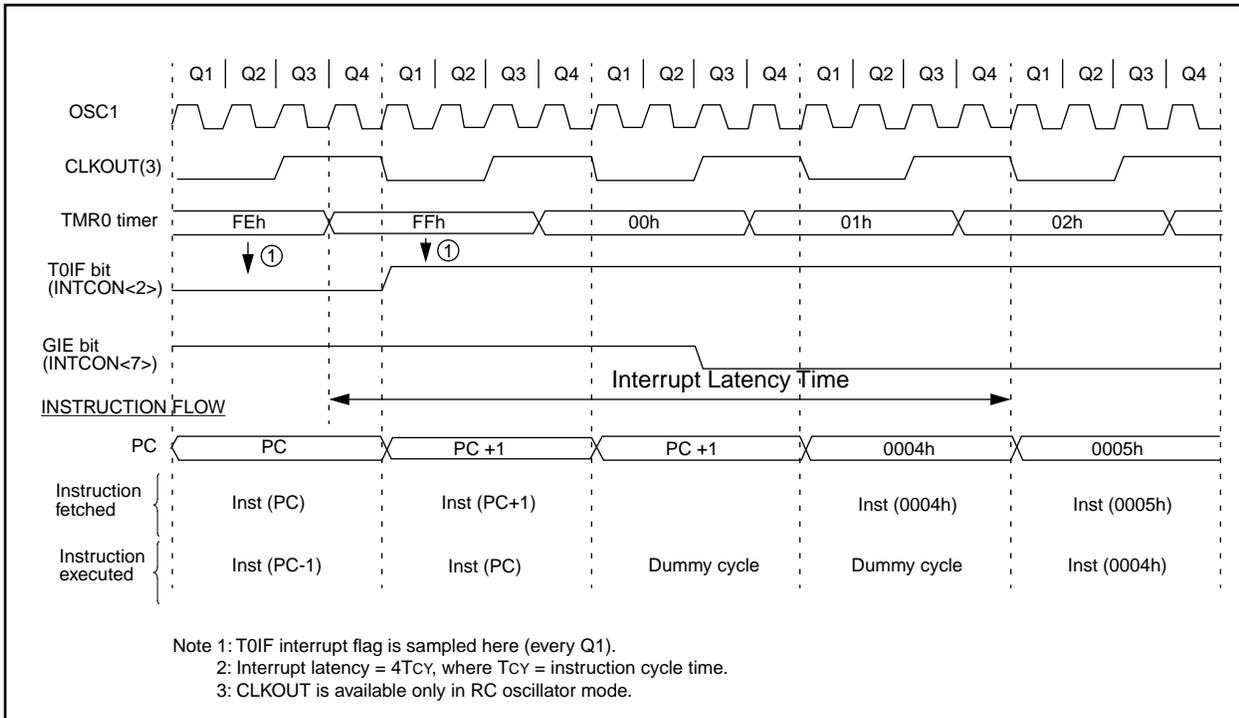 Q1 Q2 Q3 Q4 Q1 Q2 Q3 Q4 Q1 Q2 Q3 Q4 Q1 Q2 Q3 Q4 Q1 Q2 Q3 Q4
OSC1
CLKOUT(3)
TMR0 timer FEh FFh 00h 01h 02h
① ①
T0IF bit
(INTCON<2>)
GIE bit
(INTCON<7>)
Interrupt Latency Time
INSTRUCTION FLOW
PC PC PC +1 PC +1 0004h 0005h
Instruction
fetched
Inst (PC) Inst (PC+1) Inst (0004h) Inst (0005h)
Instruction
executed
Inst (PC-1) Inst (PC) Dummy cycle Dummy cycle Inst (0004h)
Note 1: T0IF interrupt flag is sampled here (every Q1).
2: Interrupt latency = 4TCY, where TCY = instruction cycle time.
3: CLKOUT is available only in RC oscillator mode.